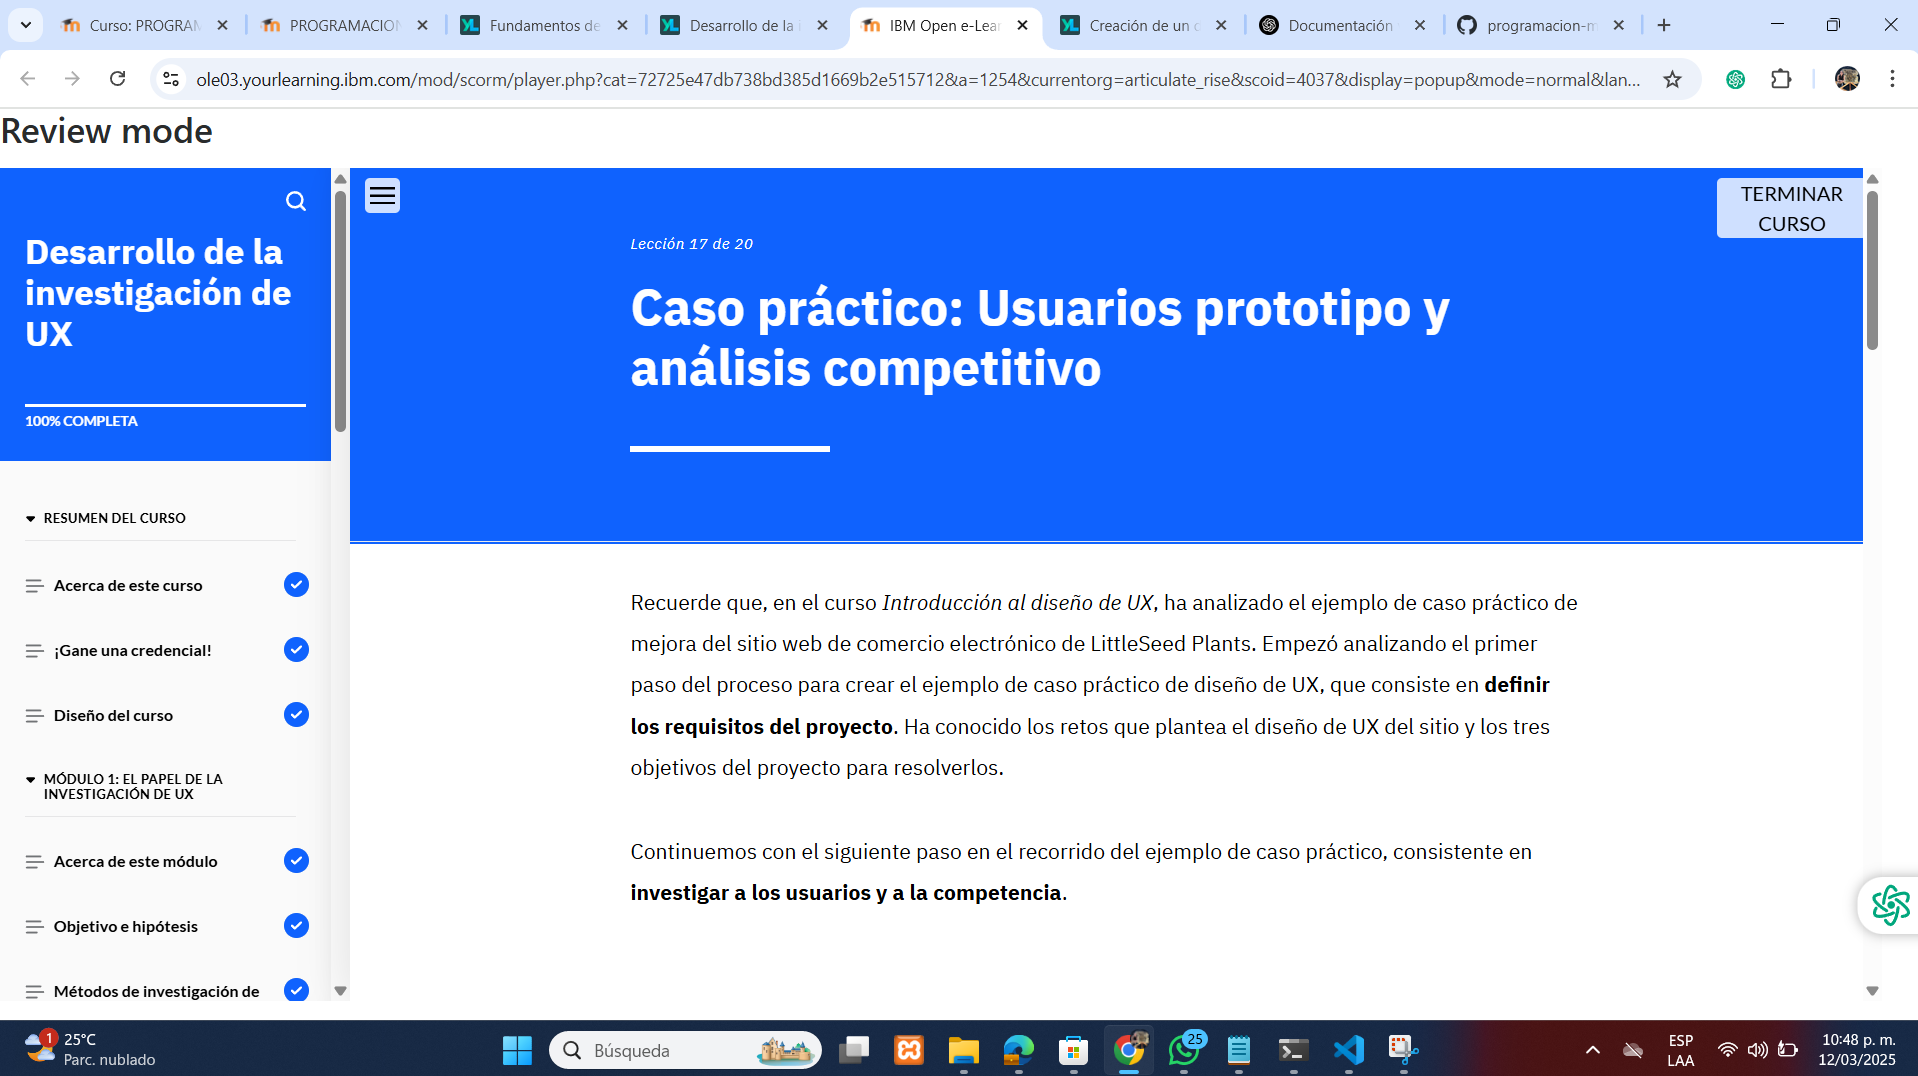 Curso: PROGRAM
PROGRAMACION
Fundamentos de
Desarrollo de la i
IBM Open e-Lear
Creación de un c
Documentación
programacion-m
ole03.yourlearning.ibm.com/mod/scorm/player.php?cat=72725e47db738bd385d1669b2e515712&a=1254&currentorg=articulate_rise&scoid=4037&display=popup&mode=normal&lan...
Review mode
Desarrollo de la
investigación de
UX
100% COMPLETA
RESUMEN DEL CURSO
Acerca de este curso
¡Gane una credencial!
Diseño del curso
MÓDULO 1: EL PAPEL DE LA
INVESTIGACIÓN DE UX
Acerca de este módulo
Objetivo e hipótesis
Métodos de investigación de
TERMINAR
CURSO
Lección 17 de 20
Caso práctico: Usuarios prototipo y
análisis competitivo
Recuerde que, en el curso Introducción al diseño de UX, ha analizado el ejemplo de caso práctico de
mejora del sitio web de comercio electrónico de LittleSeed Plants. Empezó analizando el primer
paso del proceso para crear el ejemplo de caso práctico de diseño de UX, que consiste en definir
los requisitos del proyecto. Ha conocido los retos que plantea el diseño de UX del sitio y los tres
objetivos del proyecto para resolverlos.
Continuemos con el siguiente paso en el recorrido del ejemplo de caso práctico, consistente en
investigar a los usuarios y a la competencia.
1
25°C
Parc. nublado
Búsqueda
25
ESP
LAA
10:48 p. m.
12/03/2025